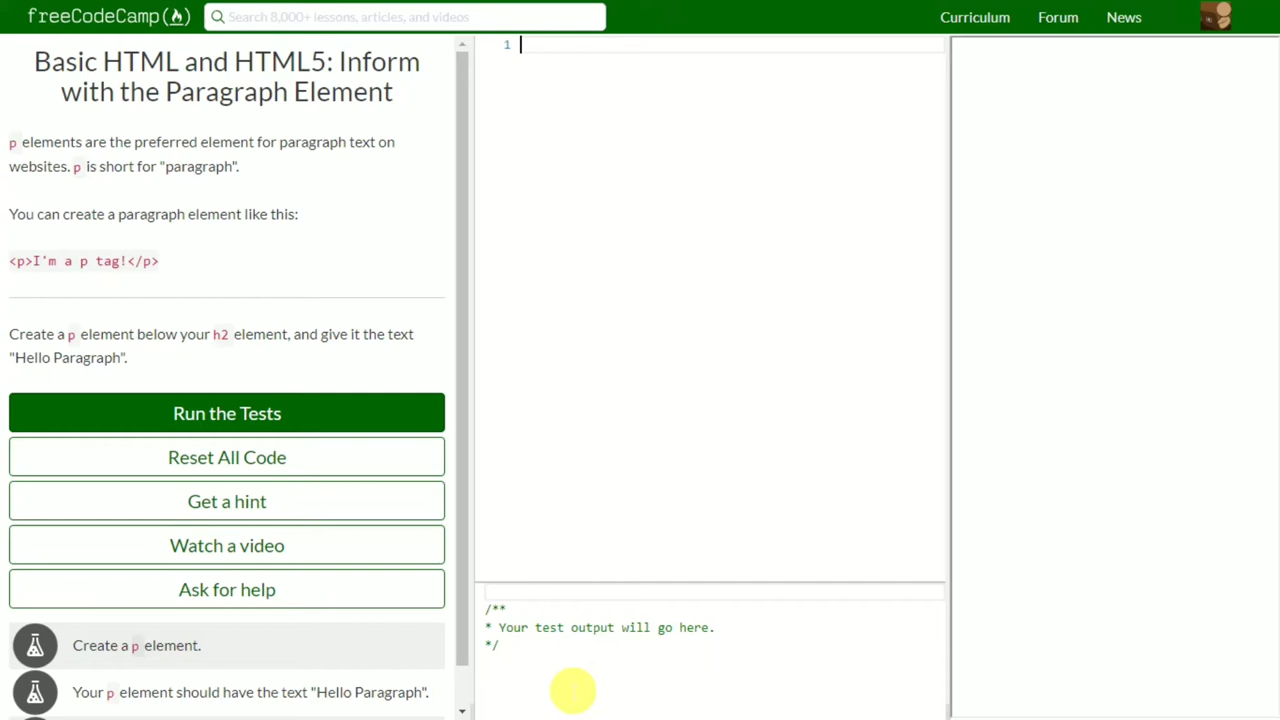 freeCodeCamp(🔥)
Search 8,000+ lessons, articles, and videos
Curriculum
Forum
News
Basic HTML and HTML5: Inform
with the Paragraph Element
p elements are the preferred element for paragraph text on
websites. p is short for "paragraph".
You can create a paragraph element like this:
<p>I'm a p tag!</p>
Create a p element below your h2 element, and give it the text
"Hello Paragraph".
Run the Tests
Reset All Code
Get a hint
Watch a video
Ask for help
Create a p element.
Your p element should have the text "Hello Paragraph".
1
/**
* Your test output will go here.
*/